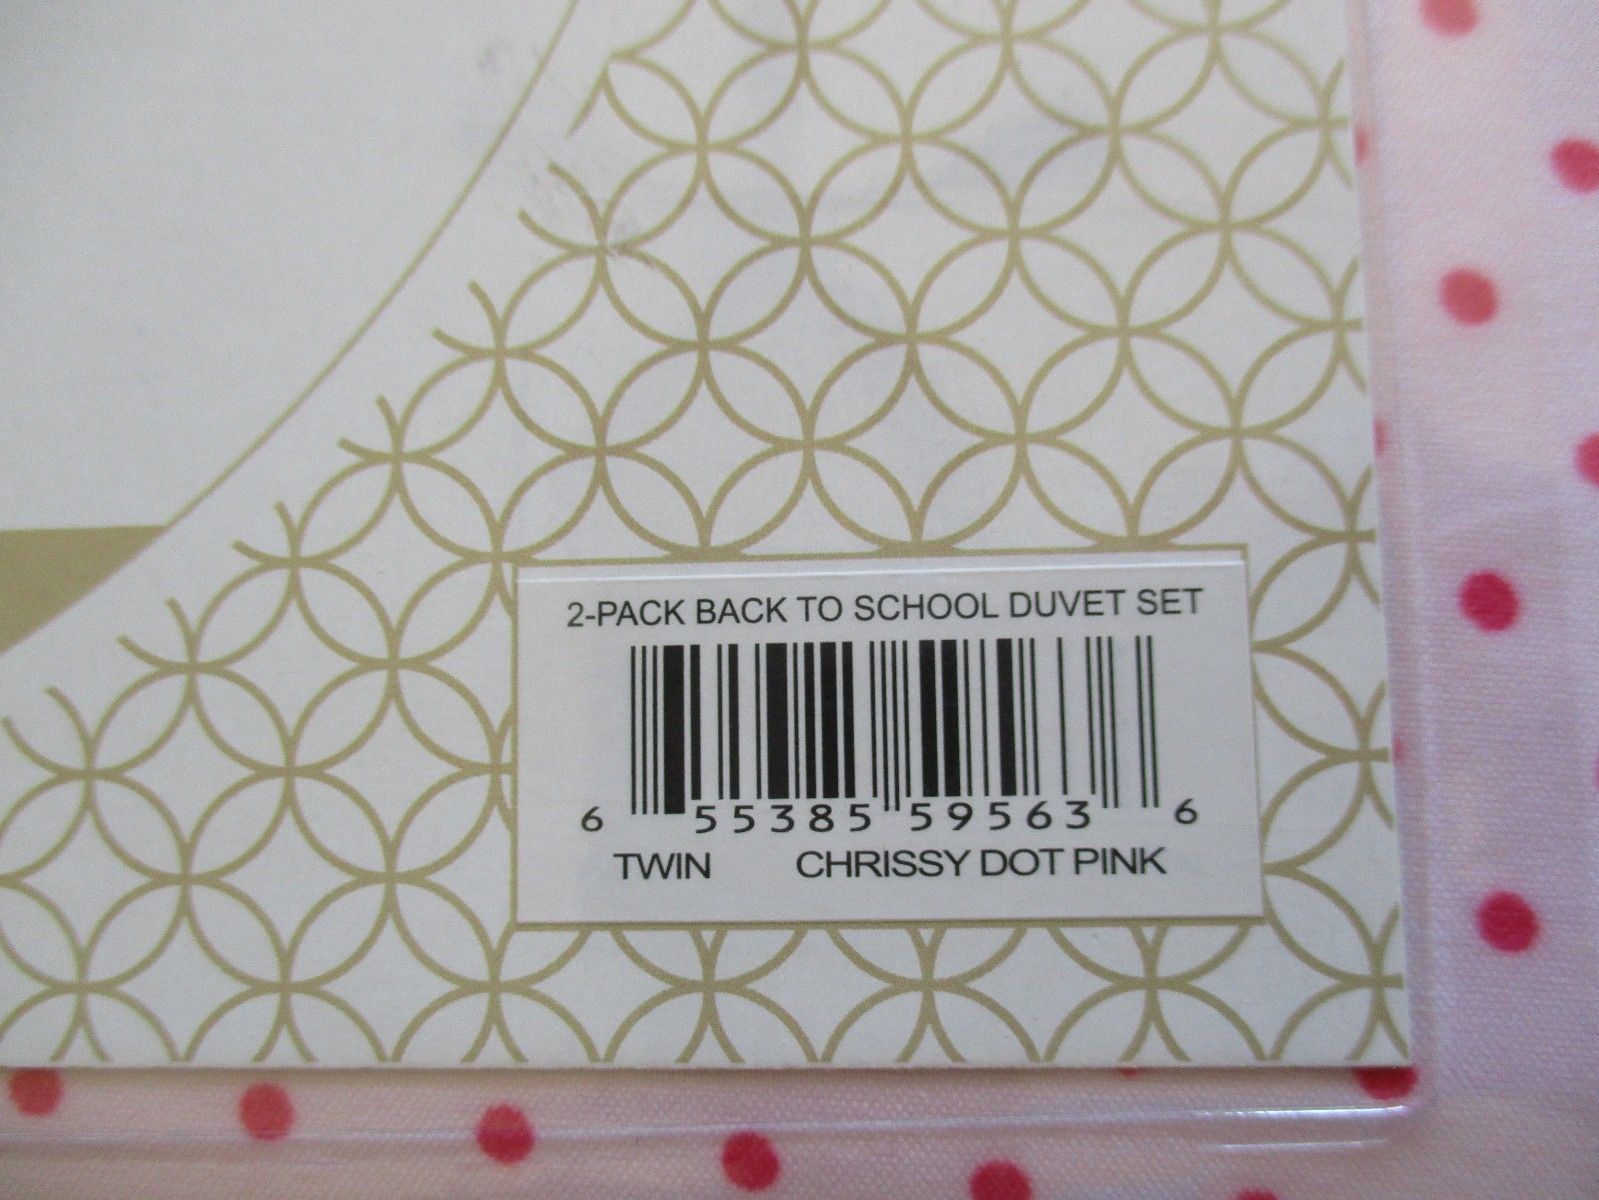 2-PACK BACK TO SCHOOL DUVET SET
6 55385 59563 6
TWIN CHRISSY DOT PINK